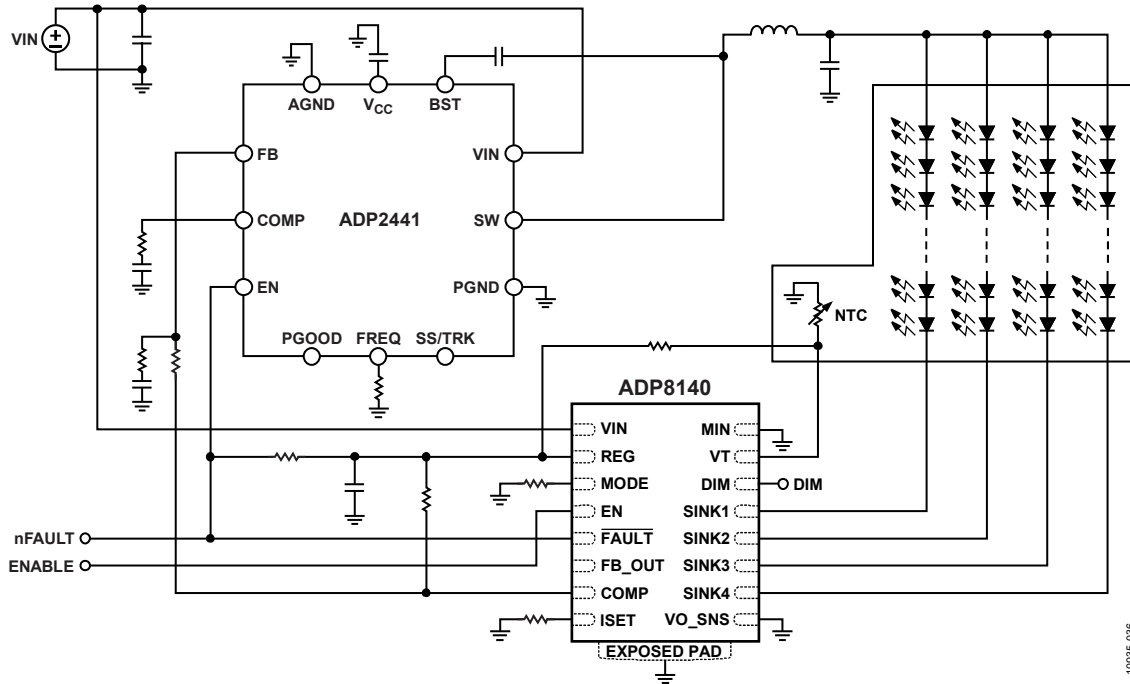 VIN
AGND
VCC
BST
FB
VIN
COMP
ADP2441
SW
EN
PGND
NTC
PGOOD
FREQ
SS/TRK
ADP8140
VIN
MIN
REG
VT
MODE
DIM
DIM
EN
SINK1
nFAULT
FAULT
SINK2
ENABLE
FB_OUT
SINK3
COMP
SINK4
ISET
VO_SNS
EXPOSED PAD
10935-036